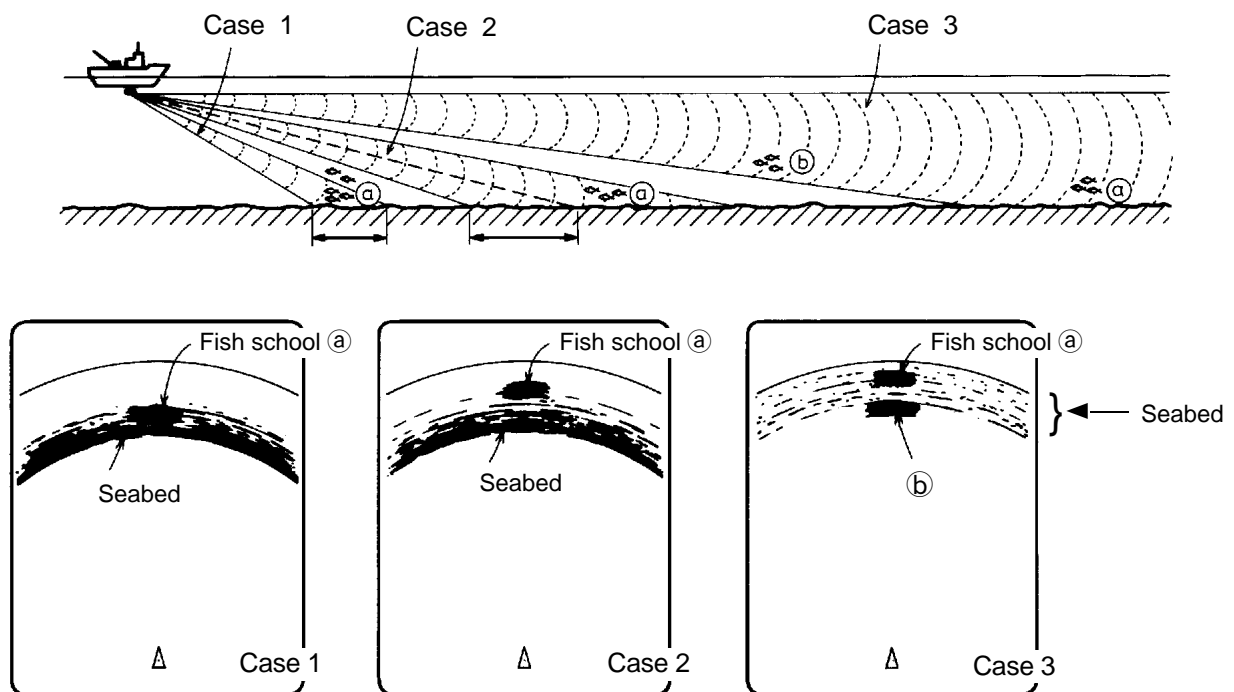 Case 1
Case 2
Case 3
ⓑ
ⓐ
ⓐ
ⓐ
Fish school ⓐ
Seabed
Case 1
Fish school ⓐ
Seabed
Case 2
Fish school ⓐ
Seabed
ⓑ
Case 3